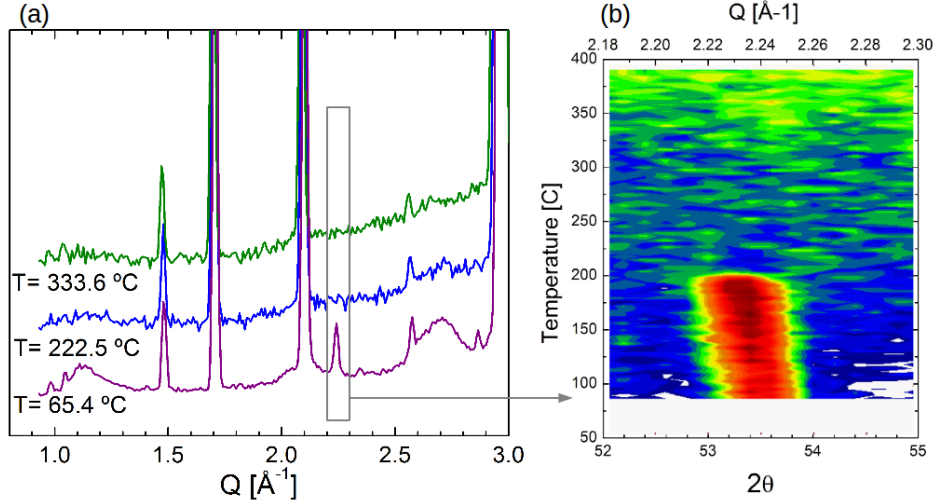 (a)
T= 333.6 ºC
T= 222.5 ºC
T= 65.4 ºC
1.0 1.5 2.0 2.5 3.0
Q [Å⁻¹]
(b)
Q [Å-1]
2.18 2.20 2.22 2.24 2.26 2.28 2.30
Temperature [C]
400
350
300
250
200
150
100
50
52 53 54 55
2θ